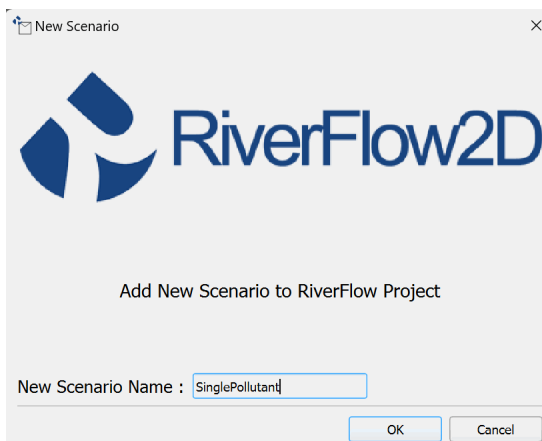 New Scenario
RiverFlow2D
Add New Scenario to RiverFlow Project
New Scenario Name : SinglePollutant
OK Cancel